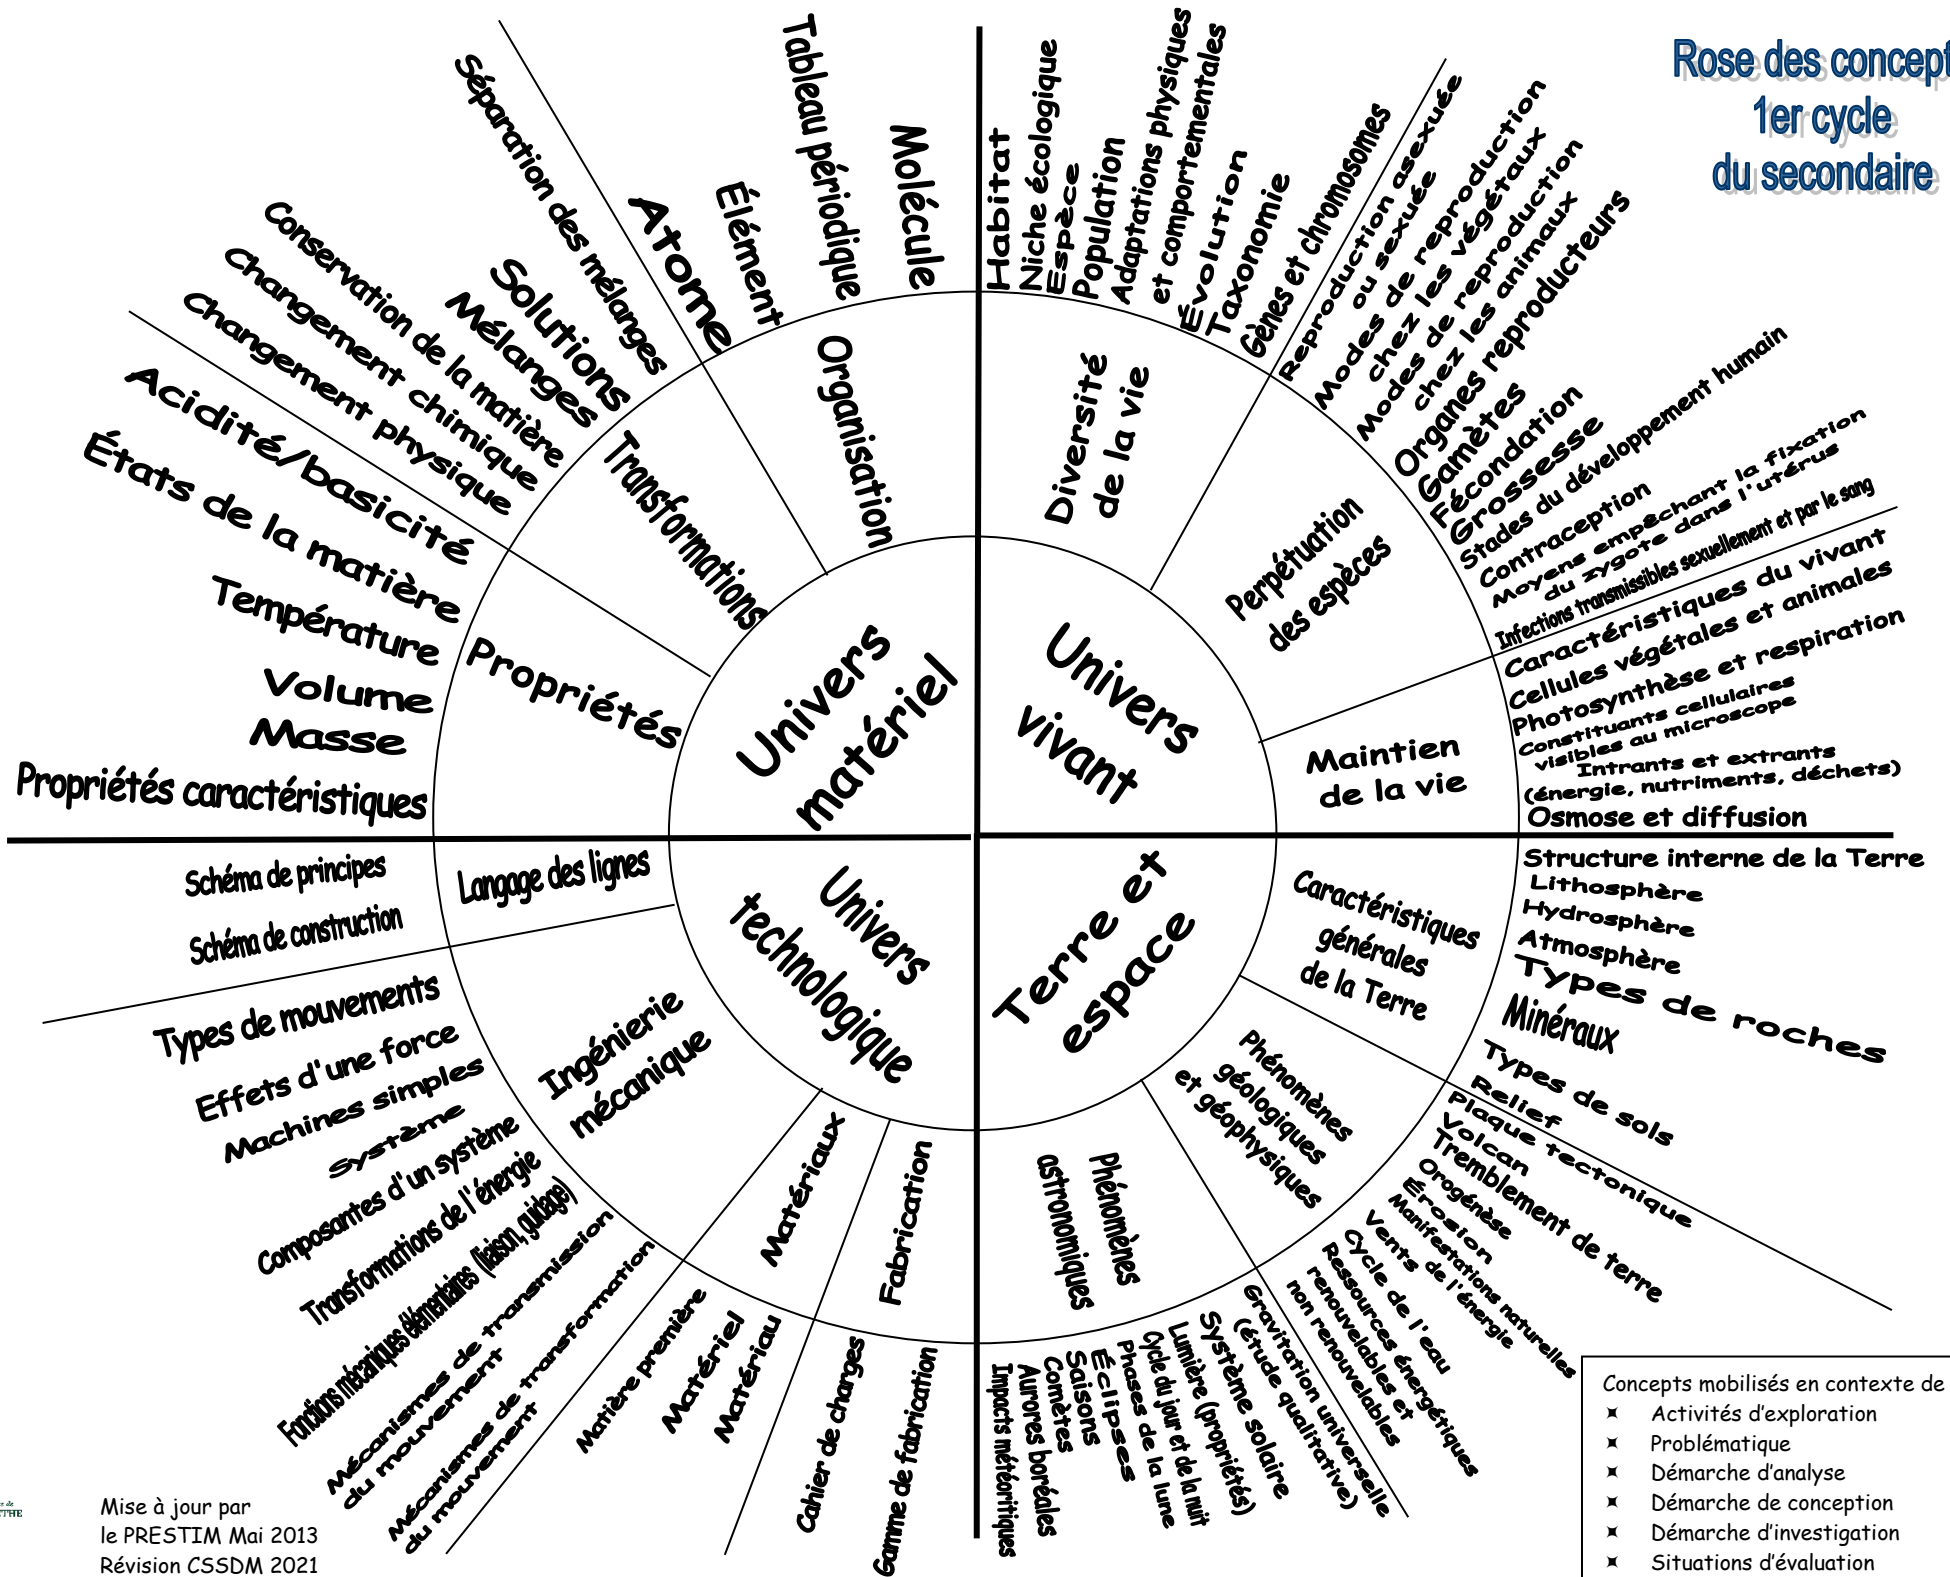 Rose des concept
1er cycle
du secondaire
Univers
matériel
Propriétés
Propriétés caractéristiques
Masse
Volume
Température
États de la matière
Acidité/basicité
Transformations
Changement physique
Changement chimique
Conservation de la matière
Mélanges
Solutions
Séparation des mélanges
Organisation
Atome
Élément
Tableau périodique
Molécule
Univers
vivant
Diversité
de la vie
Habitat
Niche écologique
Espèce
Population
Adaptations physiques
et comportementales
Évolution
Taxonomie
Gènes et chromosomes
Perpétuation
des espèces
Reproduction asexuée
ou sexuée
Modes de reproduction
chez les végétaux
Modes de reproduction
chez les animaux
Organes reproducteurs
Gamètes
Fécondation
Grossesse
Stades du développement humain
Contraception
Moyens empêchant la fixation
du zygote dans l'utérus
Infections transmissibles sexuellement et par le sang
Maintien
de la vie
Caractéristiques du vivant
Cellules végétales et animales
Photosynthèse et respiration
Constituants cellulaires
visibles au microscope
Intrants et extrants
(énergie, nutriments, déchets)
Osmose et diffusion
Terre et
espace
Caractéristiques
générales
de la Terre
Structure interne de la Terre
Lithosphère
Hydrosphère
Atmosphère
Types de roches
Minéraux
Types de sols
Relief
Phénomènes
géologiques
et géophysiques
Plaque tectonique
Volcan
Tremblement de terre
Orogénèse
Érosion
Manifestations naturelles
de l'énergie
Vents
Cycle de l'eau
Ressources énergétiques
renouvelables et
non renouvelables
Phénomènes
astronomiques
Gravitation universelle
(étude qualitative)
Système solaire
Lumière (propriétés)
Cycle du jour et de la nuit
Phases de la lune
Éclipses
Saisons
Comètes
Aurores boréales
Impacts météoritiques
Univers
technologique
Langage des lignes
Schéma de principes
Schéma de construction
Ingénierie
mécanique
Types de mouvements
Effets d'une force
Machines simples
Système
Composantes d'un système
Transformations de l'énergie
Fonctions mécaniques élémentaires (liaison, guidage)
Mécanismes de transmission
du mouvement
Mécanismes de transformation
du mouvement
Matériaux
Matière première
Matériel
Matériau
Fabrication
Cahier de charges
Gamme de fabrication
Concepts mobilisés en contexte de
Activités d'exploration
Problématique
Démarche d'analyse
Démarche de conception
Démarche d'investigation
Situations d'évaluation
Mise à jour par
le PRESTIM Mai 2013
Révision CSSDM 2021